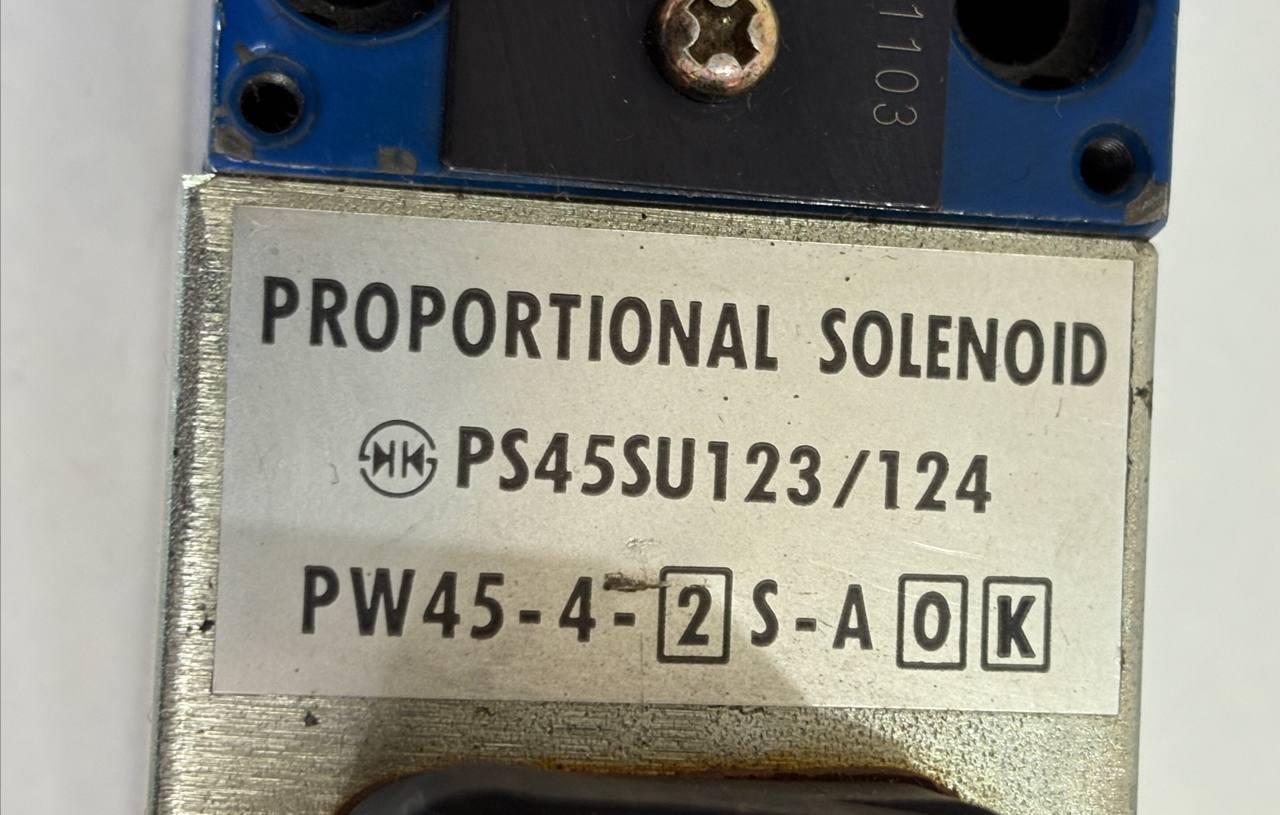 1103
PROPORTIONAL SOLENOID
PS45SU123/124
PW45-4-2S-A0K